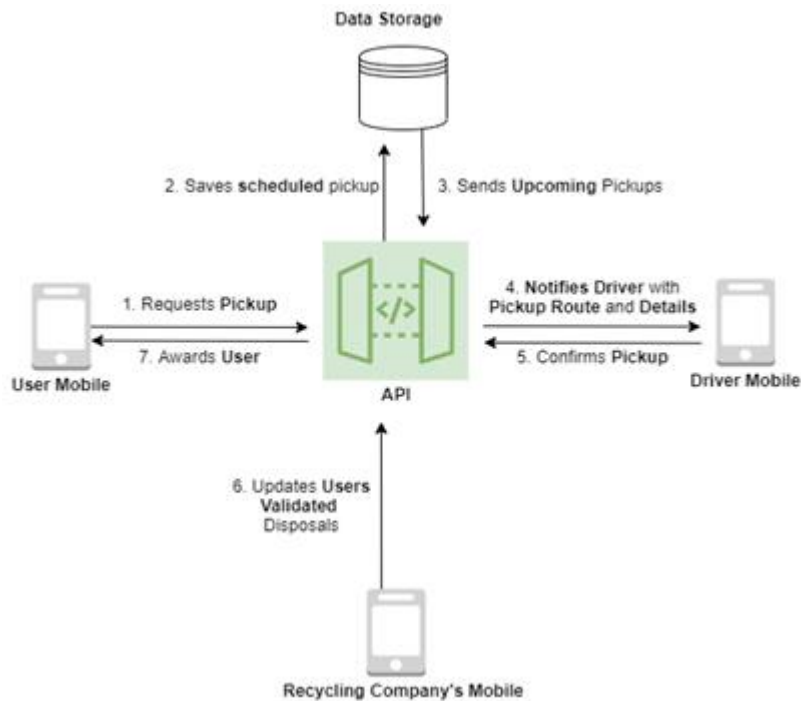 Data Storage
2. Saves scheduled pickup
3. Sends Upcoming Pickups
1. Requests Pickup
7. Awards User
User Mobile
</>
API
4. Notifies Driver with
Pickup Route and Details
5. Confirms Pickup
Driver Mobile
6. Updates Users
Validated
Disposals
Recycling Company's Mobile